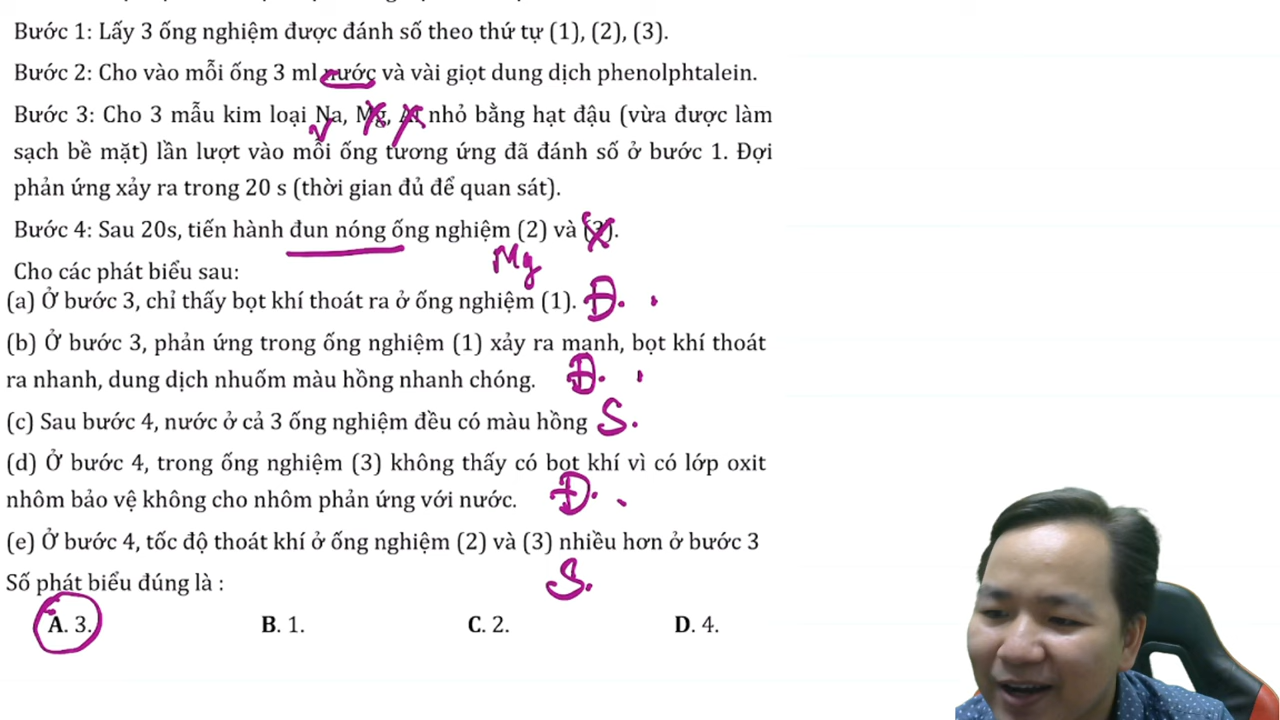 Bước 1: Lấy 3 ống nghiệm được đánh số theo thứ tự (1), (2), (3).
Bước 2: Cho vào mỗi ống 3 ml nước và vài giọt dung dịch phenolphtalein.
Bước 3: Cho 3 mẫu kim loại Na, Mg, Al nhỏ bằng hạt đậu (vừa được làm
sạch bề mặt) lần lượt vào mỗi ống tương ứng đã đánh số ở bước 1. Đợi
phản ứng xảy ra trong 20 s (thời gian đủ để quan sát).
Bước 4: Sau 20s, tiến hành đun nóng ống nghiệm (2) và (3).
Mg
Cho các phát biểu sau:
(a) Ở bước 3, chỉ thấy bọt khí thoát ra ở ống nghiệm (1). Đ.
(b) Ở bước 3, phản ứng trong ống nghiệm (1) xảy ra mạnh, bọt khí thoát
ra nhanh, dung dịch nhuốm màu hồng nhanh chóng. Đ.
(c) Sau bước 4, nước ở cả 3 ống nghiệm đều có màu hồng S.
(d) Ở bước 4, trong ống nghiệm (3) không thấy có bọt khí vì có lớp oxit
nhôm bảo vệ không cho nhôm phản ứng với nước. Đ.
(e) Ở bước 4, tốc độ thoát khí ở ống nghiệm (2) và (3) nhiều hơn ở bước 3
S.
Số phát biểu đúng là :
A. 3. B. 1. C. 2. D. 4.